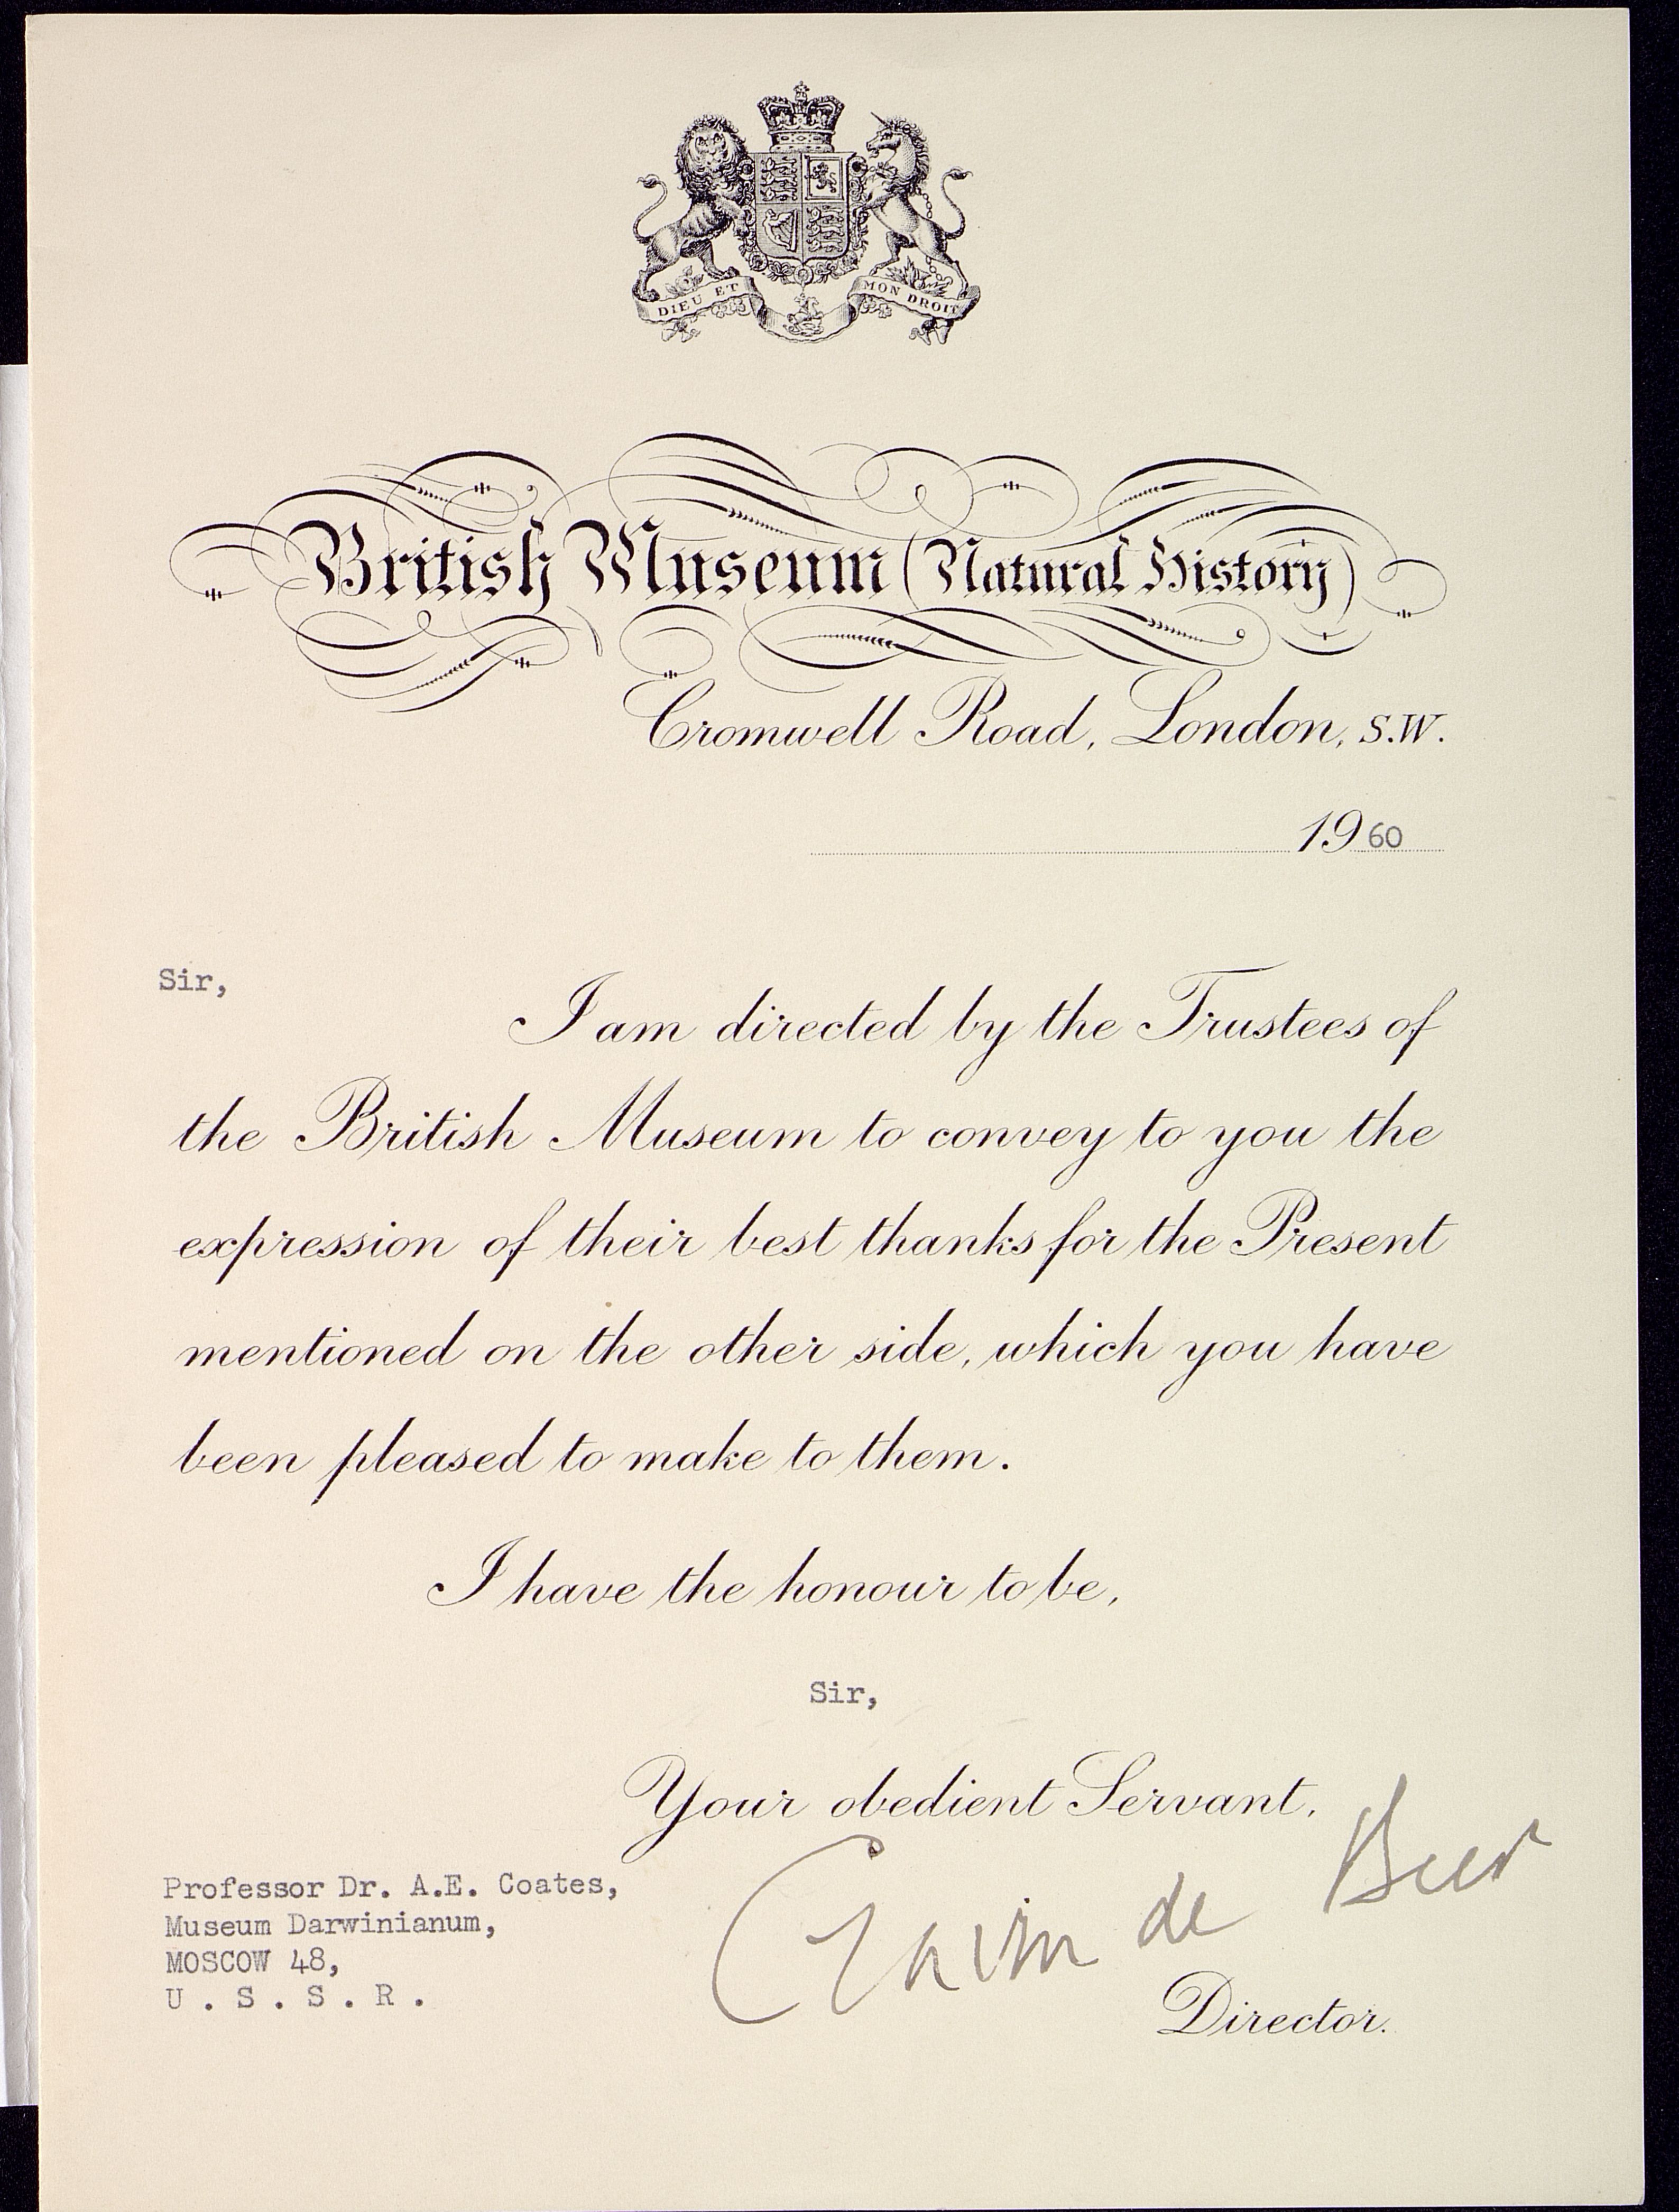 DIEU ET MON DROIT
British Museum (Natural History)
Cromwell Road, London, S.W.
1960
Sir,
I am directed by the Trustees of
the British Museum to convey to you the
expression of their best thanks for the Present
mentioned on the other side, which you have
been pleased to make to them.
I have the honour to be,
Sir,
Your obedient Servant,
Gavin de Beer
Professor Dr. A.E. Coates,
Museum Darwinianum,
MOSCOW 48,
U . S . S . R .
Director.